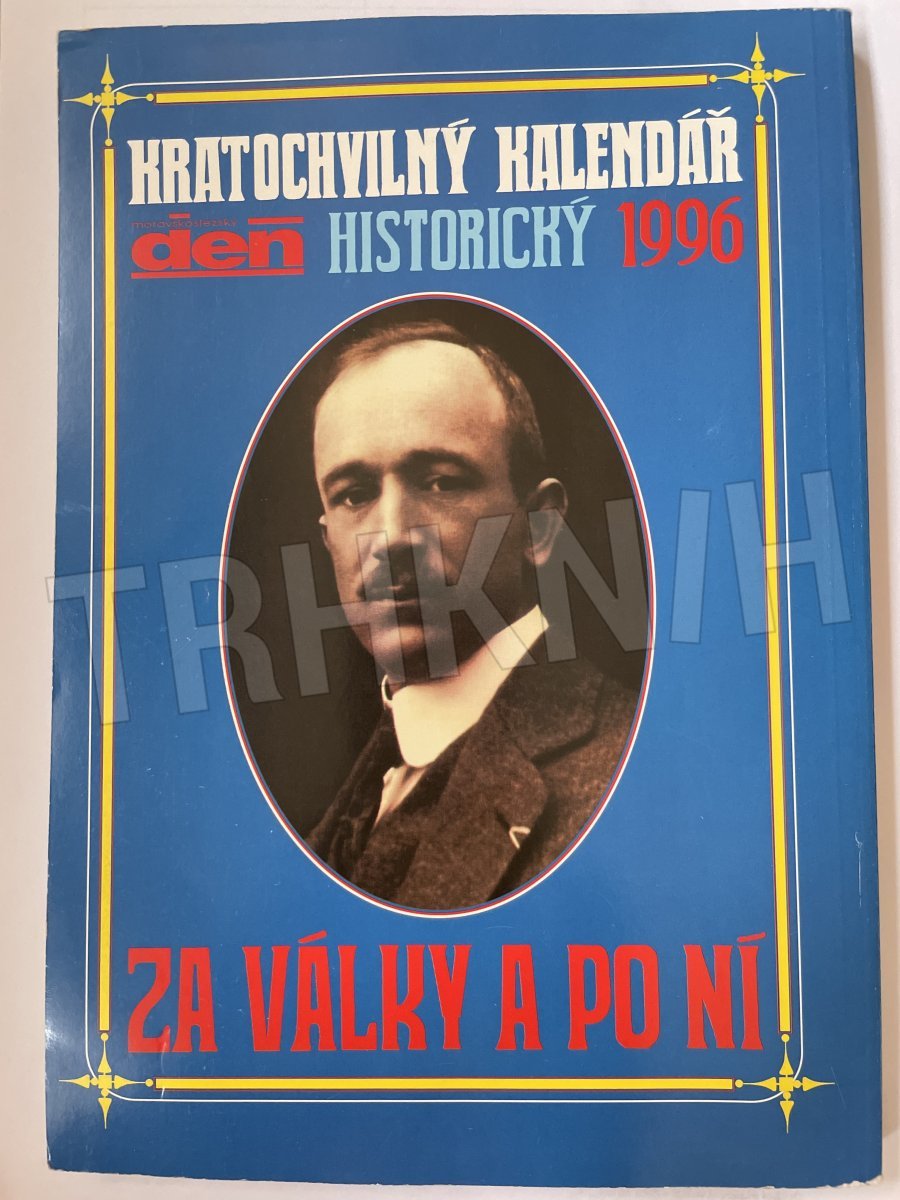 KRATOCHVILNÝ KALENDÁŘ
moravskoslezský
den HISTORICKÝ 1996
TRHKNIH
ZA VÁLKY A PO NÍ